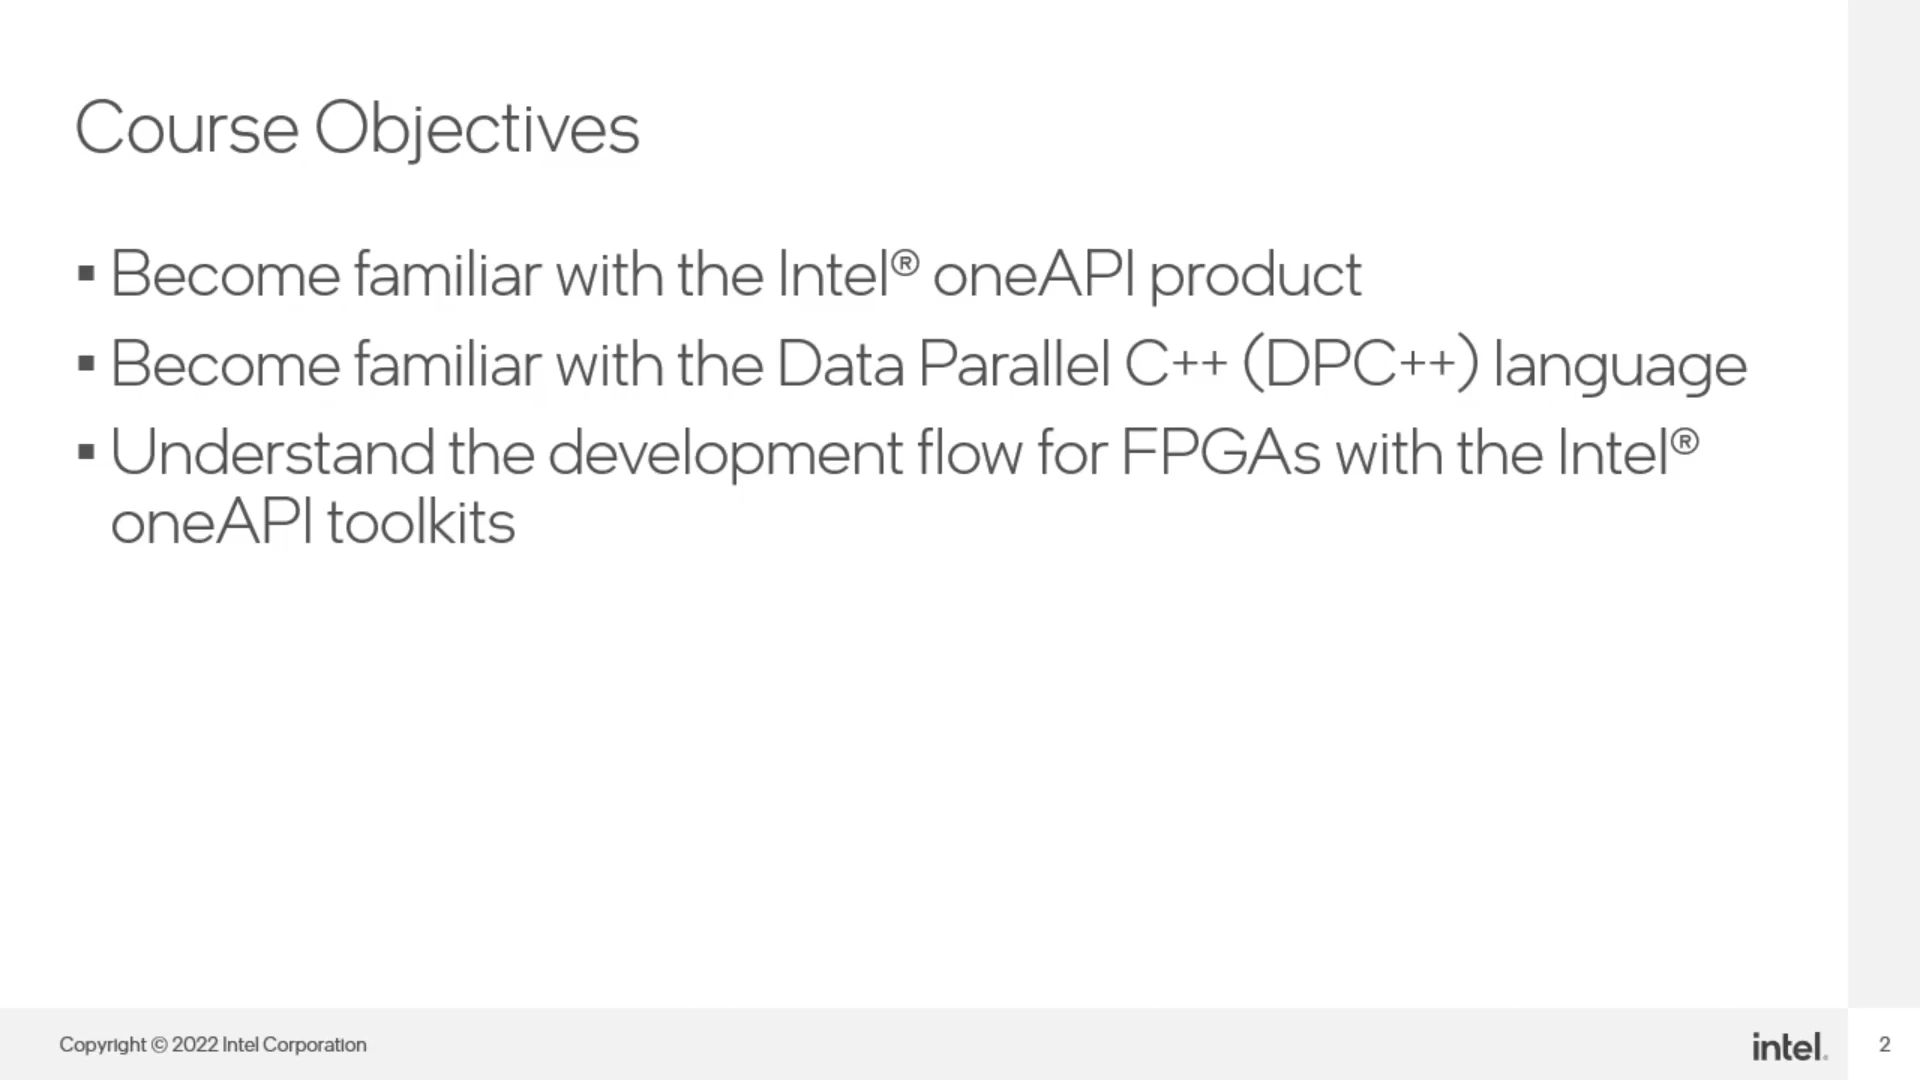 Course Objectives
▪ Become familiar with the Intel® oneAPI product
▪ Become familiar with the Data Parallel C++ (DPC++) language
▪ Understand the development flow for FPGAs with the Intel®
oneAPI toolkits
Copyright © 2022 Intel Corporation
intel.
2